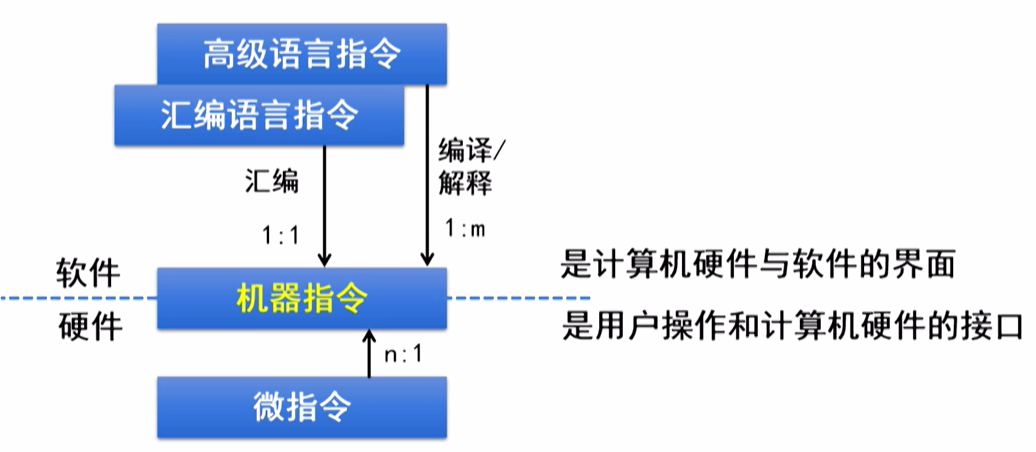 高级语言指令
汇编语言指令
编译/
解释
汇编
1:1
1:m
软件
机器指令
硬件
是计算机硬件与软件的界面
是用户操作和计算机硬件的接口
n:1
微指令